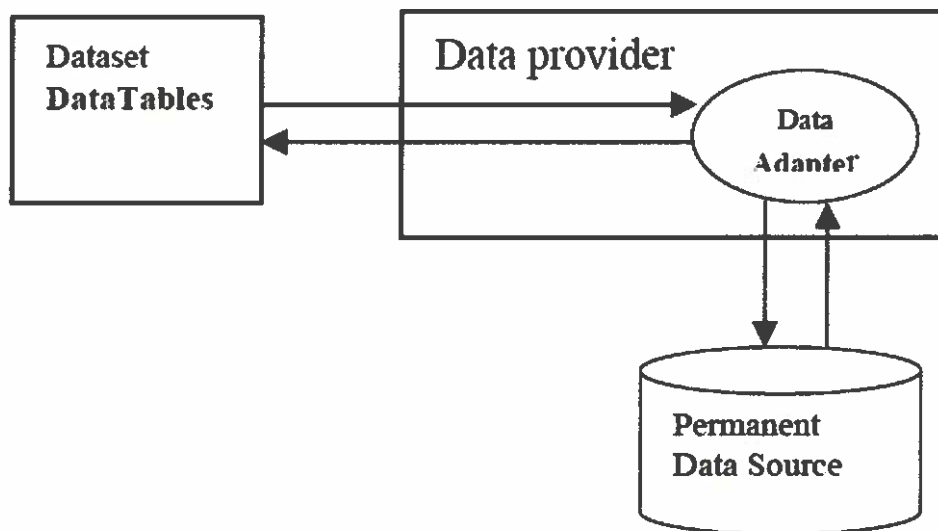 Dataset
DataTables
Data provider
Data
Adanter
Permanent
Data Source